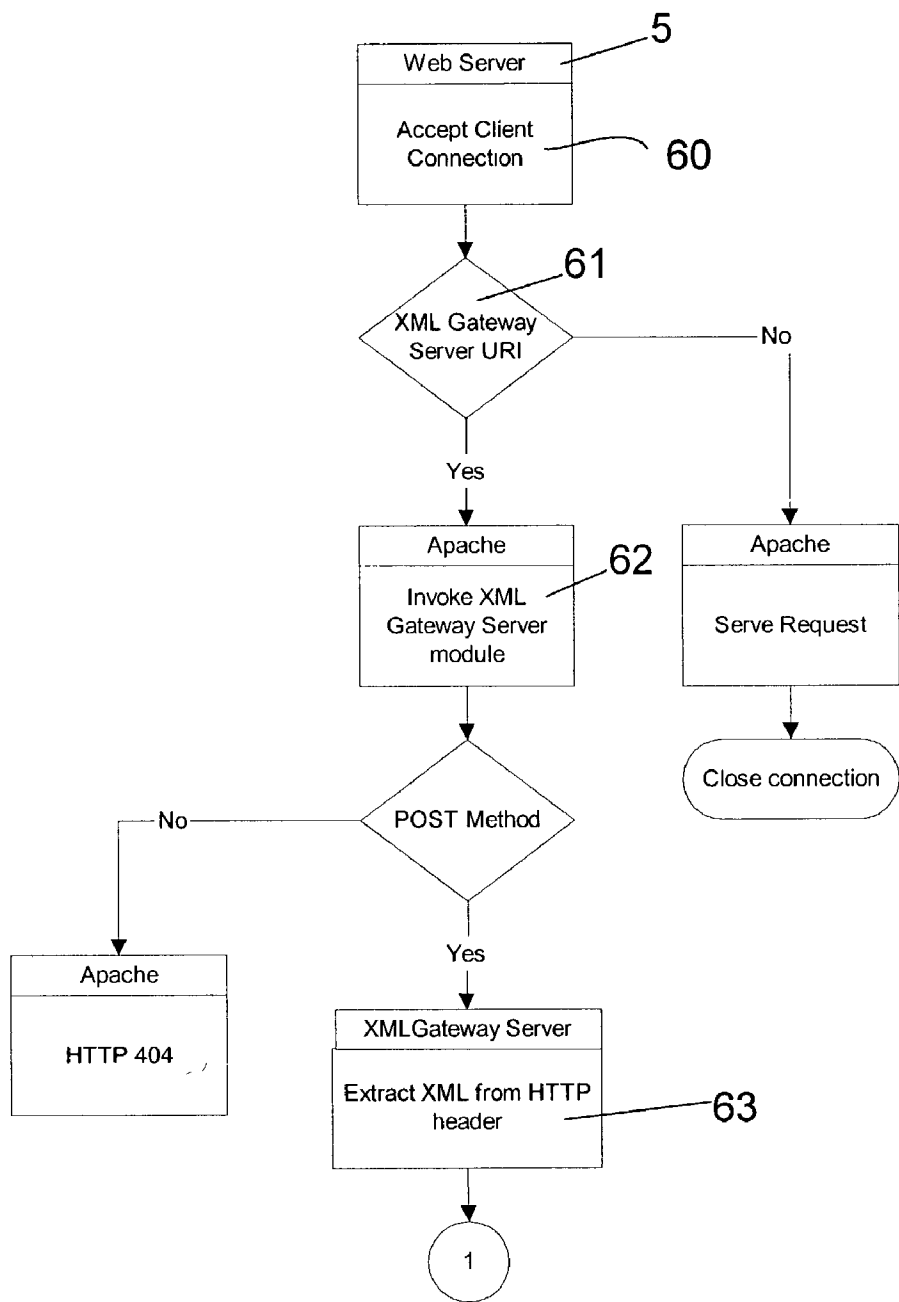 5
Web Server
Accept Client
Connection
60
61
XML Gateway
Server URI
No
Yes
Apache
Invoke XML
Gateway Server
module
62
Apache
Serve Request
Close connection
POST Method
No
Yes
Apache
HTTP 404
XMLGateway Server
Extract XML from HTTP
header
63
1